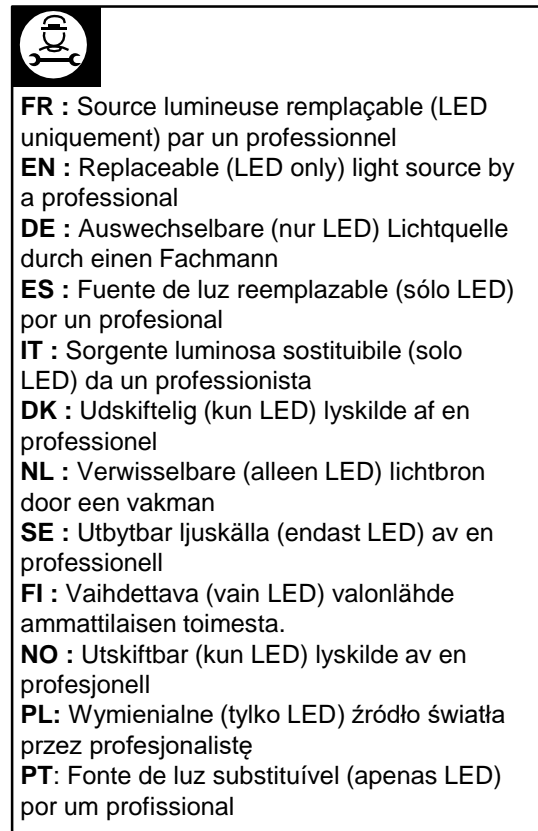 FR : Source lumineuse remplaçable (LED
uniquement) par un professionnel
EN : Replaceable (LED only) light source by
a professional
DE : Auswechselbare (nur LED) Lichtquelle
durch einen Fachmann
ES : Fuente de luz reemplazable (sólo LED)
por un profesional
IT : Sorgente luminosa sostituibile (solo
LED) da un professionista
DK : Udskiftelig (kun LED) lyskilde af en
professionel
NL : Verwisselbare (alleen LED) lichtbron
door een vakman
SE : Utbytbar ljuskälla (endast LED) av en
professionell
FI : Vaihdettava (vain LED) valonlähde
ammattilaisen toimesta.
NO : Utskiftbar (kun LED) lyskilde av en
profesjonell
PL: Wymienialne (tylko LED) źródło światła
przez profesjonalistę
PT: Fonte de luz substituível (apenas LED)
por um profissional